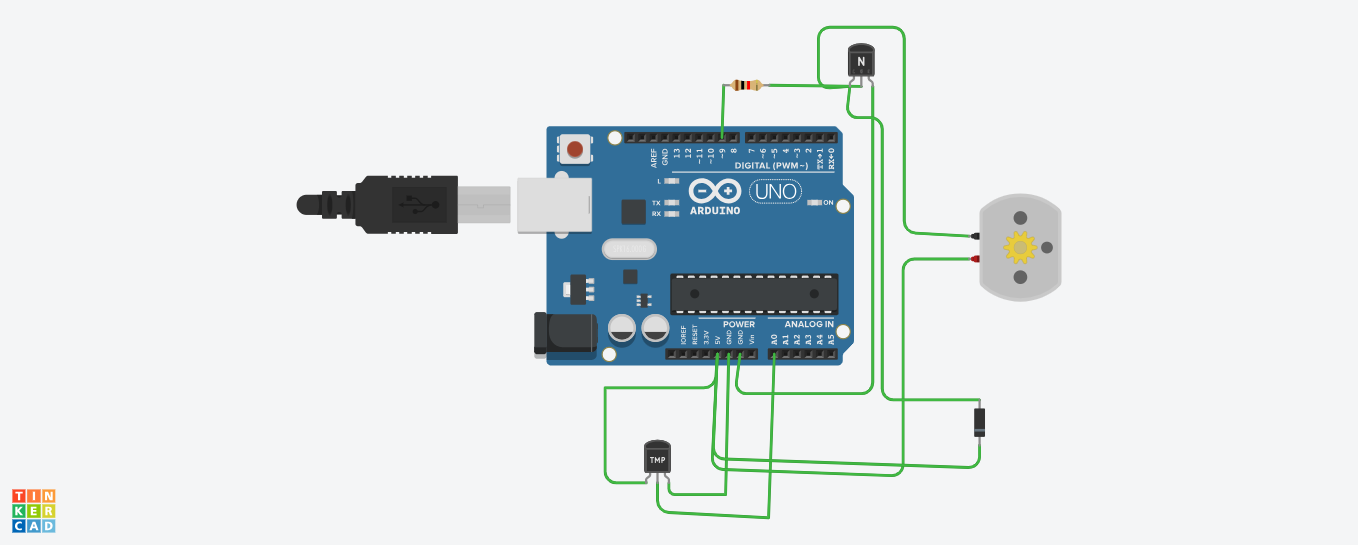 N
AREF
GND
13
12
~11
~10
~9
8
7
~6
~5
4
~3
2
TX→1
RX←0
DIGITAL (PWM~)
L
TX
RX
ARDUINO
UNO
ON
POWER
ANALOG IN
IOREF
RESET
3.3V
5V
GND
GND
Vin
A0
A1
A2
A3
A4
A5
TMP
TIN
KER
CAD